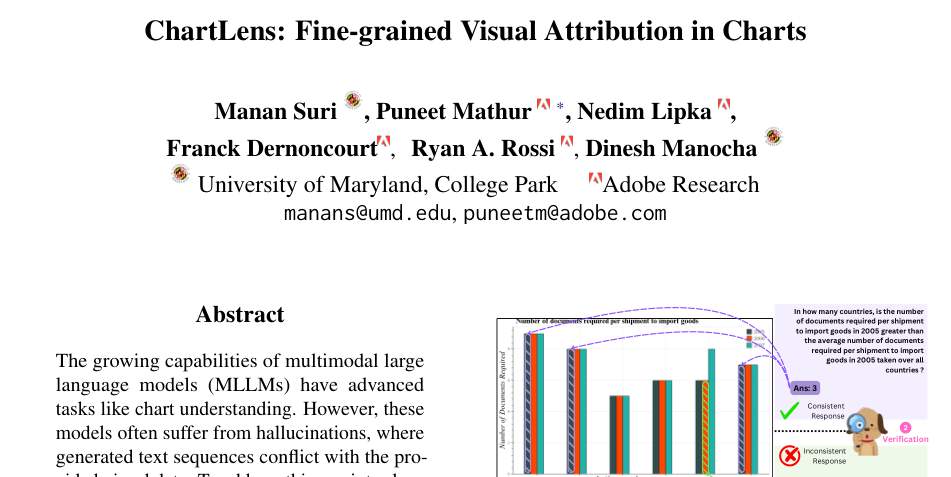 ChartLens: Fine-grained Visual Attribution in Charts
Manan Suri, Puneet Mathur *, Nedim Lipka,
Franck Dernoncourt, Ryan A. Rossi, Dinesh Manocha
University of Maryland, College Park Adobe Research
manans@umd.edu, puneetm@adobe.com
Abstract
The growing capabilities of multimodal large
language models (MLLMs) have advanced
tasks like chart understanding. However, these
models often suffer from hallucinations, where
generated text sequences conflict with the pro-
Number of documents required per shipment to import goods
Number of Documents Required
In how many countries, is the number
of documents required per shipment
to import goods in 2005 greater than
the average number of documents
required per shipment to import
goods in 2005 taken over all
countries ?
Ans: 3
Consistent
Response
2
Verification
Inconsistent
Response